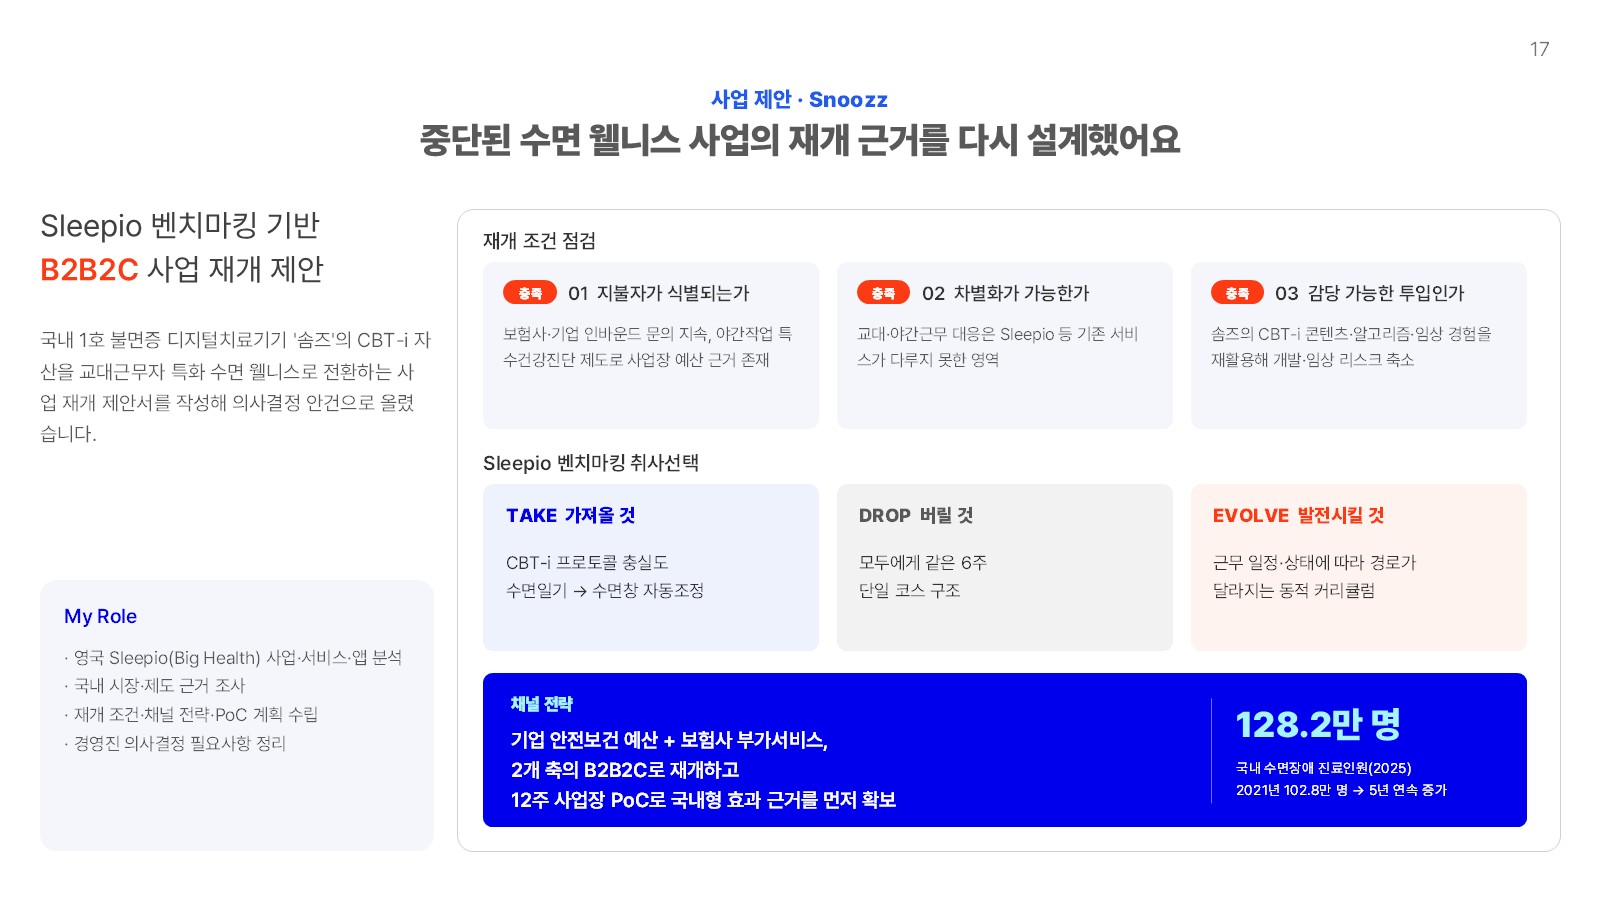 17
사업 제안 · Snoozz
중단된 수면 웰니스 사업의 재개 근거를 다시 설계했어요
Sleepio 벤치마킹 기반
B2B2C 사업 재개 제안
국내 1호 불면증 디지털치료기기 '솜즈'의 CBT-i 자
산을 교대근무자 특화 수면 웰니스로 전환하는 사
업 재개 제안서를 작성해 의사결정 안건으로 올렸
습니다.
My Role
· 영국 Sleepio(Big Health) 사업·서비스·앱 분석
· 국내 시장·제도 근거 조사
· 재개 조건·채널 전략·PoC 계획 수립
· 경영진 의사결정 필요사항 정리
재개 조건 점검
충족 01 지불자가 식별되는가
보험사·기업 인바운드 문의 지속, 야간작업 특
수건강진단 제도로 사업장 예산 근거 존재
충족 02 차별화가 가능한가
교대·야간근무 대응은 Sleepio 등 기존 서비
스가 다루지 못한 영역
충족 03 감당 가능한 투입인가
솜즈의 CBT-i 콘텐츠·알고리즘·임상 경험을
재활용해 개발·임상 리스크 축소
Sleepio 벤치마킹 취사선택
TAKE 가져올 것
CBT-i 프로토콜 충실도
수면일기 → 수면창 자동조정
DROP 버릴 것
모두에게 같은 6주
단일 코스 구조
EVOLVE 발전시킬 것
근무 일정·상태에 따라 경로가
달라지는 동적 커리큘럼
채널 전략
기업 안전보건 예산 + 보험사 부가서비스,
2개 축의 B2B2C로 재개하고
12주 사업장 PoC로 국내형 효과 근거를 먼저 확보
128.2만 명
국내 수면장애 진료인원(2025)
2021년 102.8만 명 → 5년 연속 증가